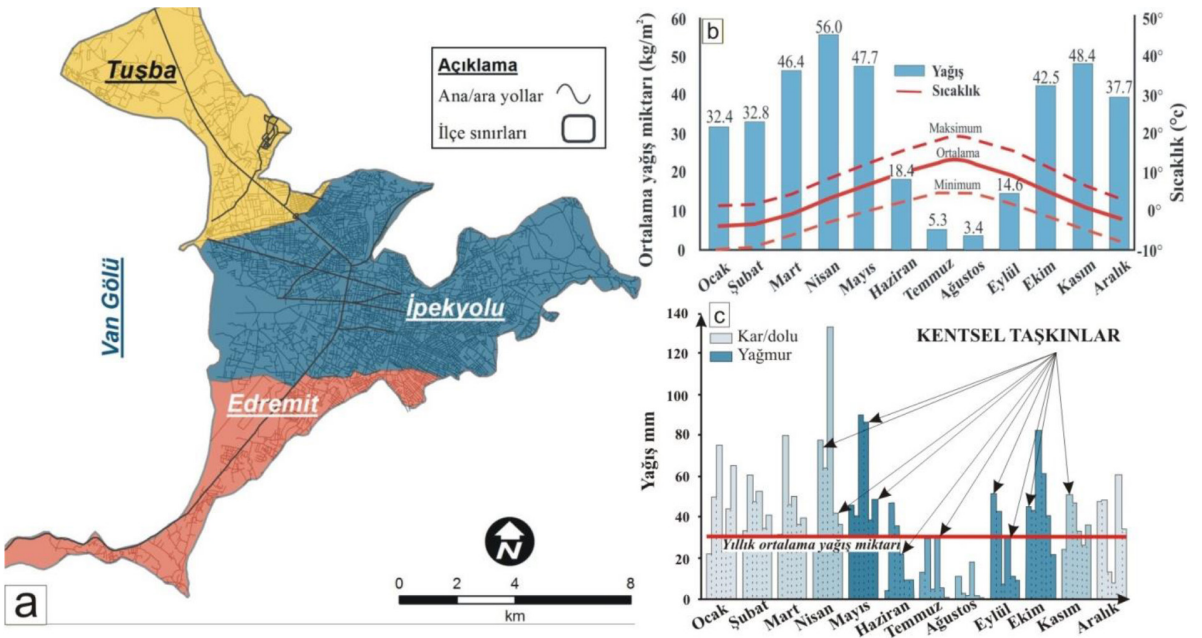 Tuşba
Açıklama
Ana/ara yollar
İlçe sınırları
Van Gölü
İpekyolu
Edremit
N
0 2 4 8
km
a
b
Ortalama yağış miktarı (kg/m²)
60
50
40
30
20
10
0
Yağış
Sıcaklık
Maksimum
Ortalama
Minimum
32.4
32.8
46.4
56.0
47.7
18.4
5.3
3.4
14.6
42.5
48.4
37.7
50°
40°
30°
20°
10°
0°
-10°
Sıcaklık (°c)
Ocak
Şubat
Mart
Nisan
Mayıs
Haziran
Temmuz
Ağustos
Eylül
Ekim
Kasım
Aralık
c
Kar/dolu
Yağmur
KENTSEL TAŞKINLAR
Yağış mm
140
120
100
80
60
40
20
0
Yıllık ortalama yağış miktarı
Ocak
Şubat
Mart
Nisan
Mayıs
Haziran
Temmuz
Ağustos
Eylül
Ekim
Kasım
Aralık